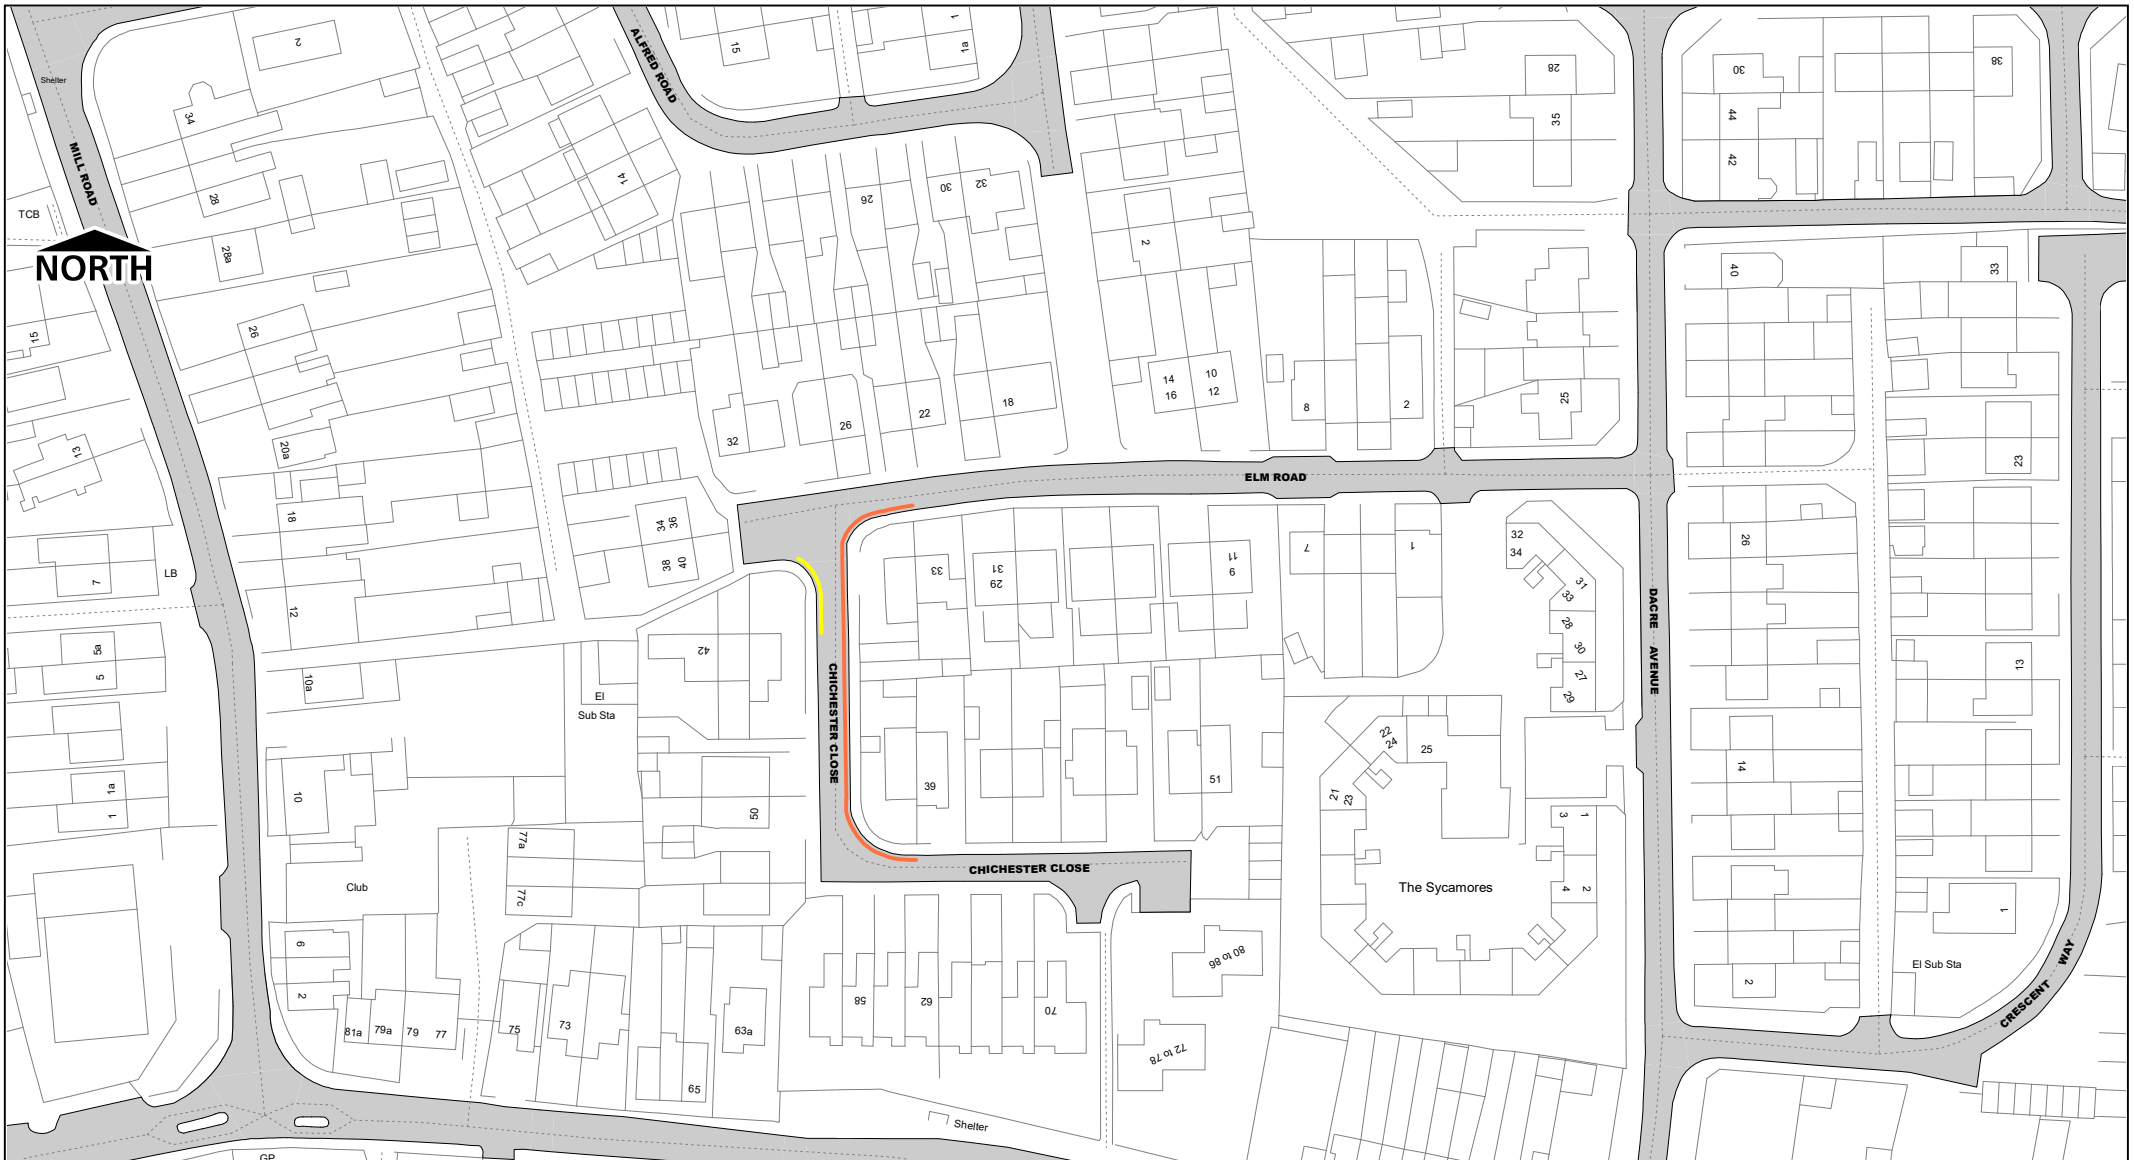 2
15
1
1a
28
30
38
Shelter
34
ALFRED ROAD
44
35
MILL ROAD
42
14
28
30
32
26
TCB
2
28a
NORTH
40
33
15
26
14
10
16
12
8
2
25
18
22
26
32
13
20a
23
ELM ROAD
18
34
36
38
40
33
31
29
11
9
7
1
32
34
26
31
33
7
LB
12
28
30
27
29
DACRE AVENUE
5a
5
42
10a
El
Sub Sta
CHICHESTER CLOSE
13
22
24
25
14
1a
1
10
50
39
51
21
23
3
1
77a
CHICHESTER CLOSE
The Sycamores
4
2
Club
77c
1
6
2
58
62
70
80 to 86
El Sub Sta
CRESCENT WAY
2
81a
79a
79
77
75
73
63a
72 to 78
65
Shelter
GP